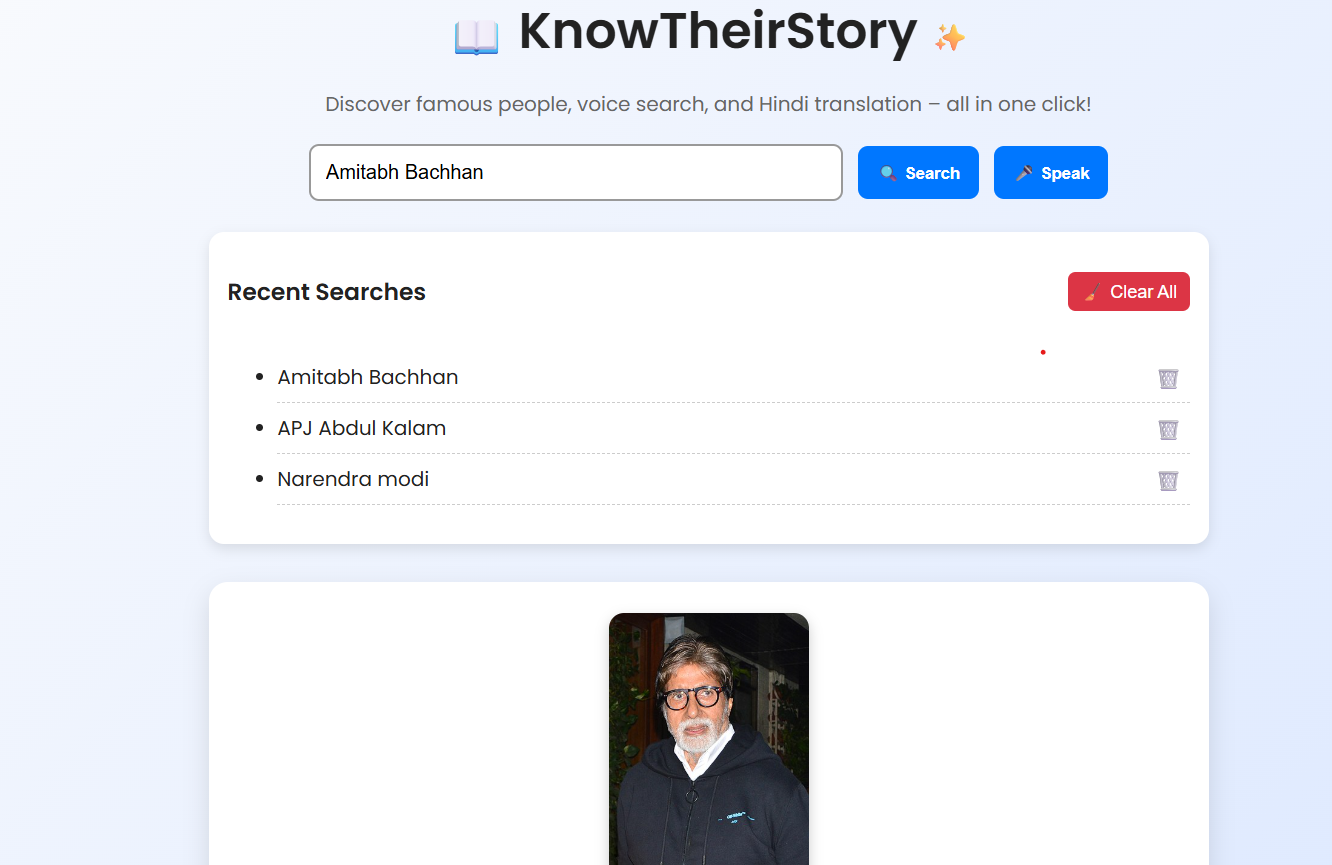 KnowTheirStory
Discover famous people, voice search, and Hindi translation – all in one click!
Amitabh Bachhan
Search
Speak
Recent Searches
Clear All
Amitabh Bachhan
APJ Abdul Kalam
Narendra modi